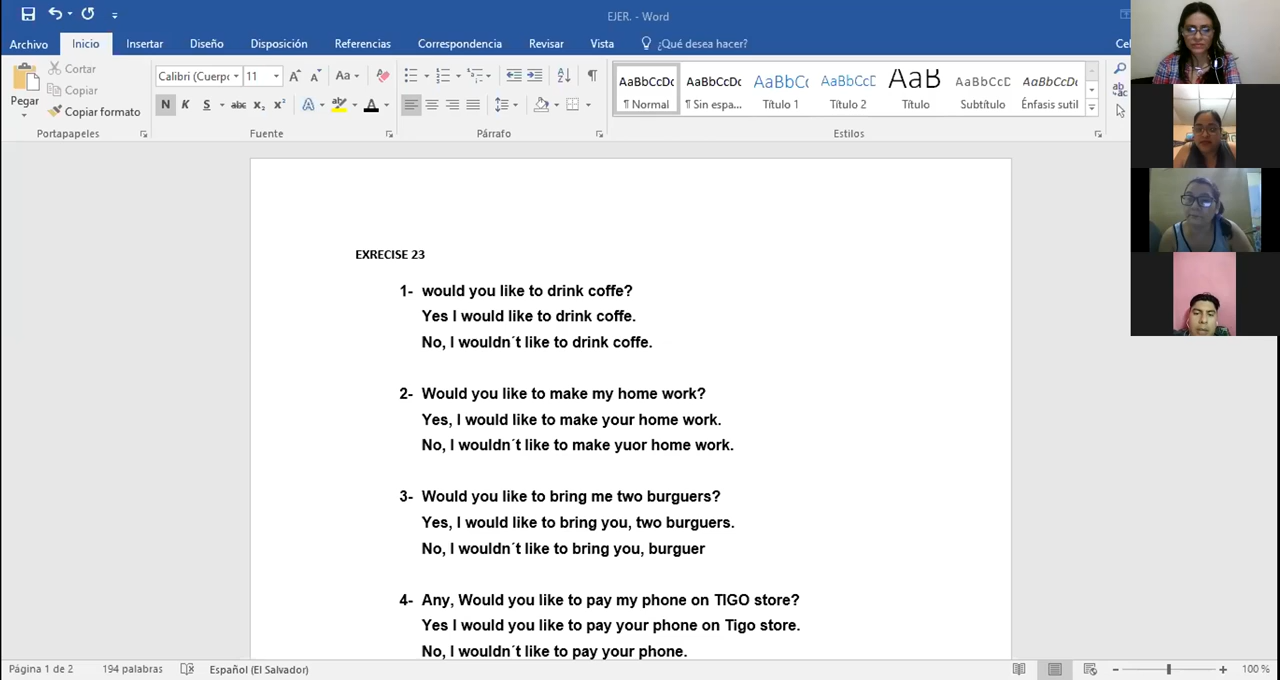 EJER. - Word
Archivo Inicio Insertar Diseño Disposición Referencias Correspondencia Revisar Vista ¿Qué desea hacer?
Pegar
Cortar
Copiar
Copiar formato
Portapapeles
Calibri (Cuerpo 11
Aa
N K S abc x₂ x²
Fuente
Párrafo
AaBbCcDc AaBbCcDc AaBbCc AaBbCcD AaB AaBbCcD AaBbCcDc
¶ Normal ¶ Sin espa... Título 1 Título 2 Título Subtítulo Énfasis sutil
Estilos
EXRECISE 23
1- would you like to drink coffe?
Yes I would like to drink coffe.
No, I wouldn´t like to drink coffe.
2- Would you like to make my home work?
Yes, I would like to make your home work.
No, I wouldn´t like to make yuor home work.
3- Would you like to bring me two burguers?
Yes, I would like to bring you, two burguers.
No, I wouldn´t like to bring you, burguer
4- Any, Would you like to pay my phone on TIGO store?
Yes I would you like to pay your phone on Tigo store.
No, I wouldn´t like to pay your phone.
Página 1 de 2 194 palabras Español (El Salvador) 100 %